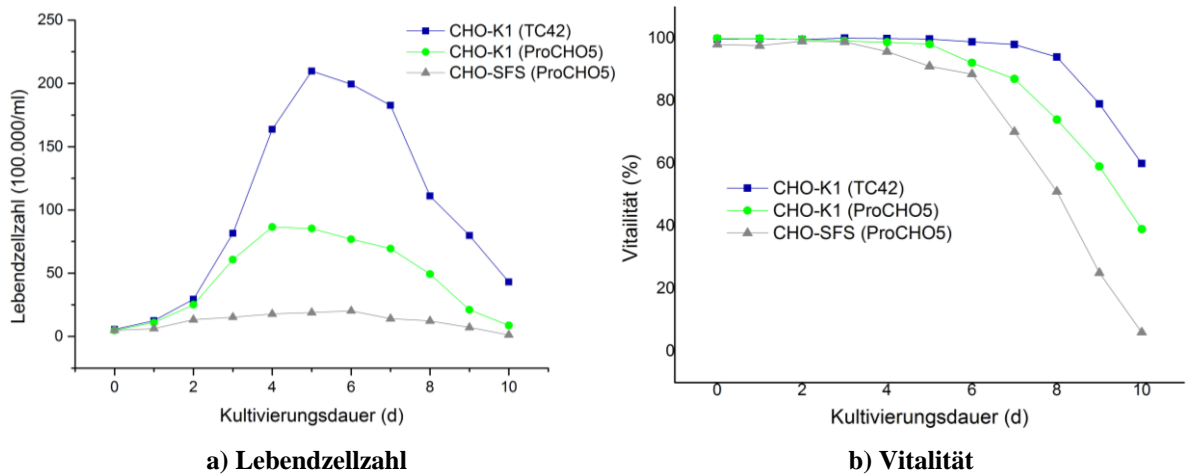 250
200
150
100
50
0
Lebendzellzahl (100.000/ml)
CHO-K1 (TC42)
CHO-K1 (ProCHO5)
CHO-SFS (ProCHO5)
0 2 4 6 8 10
Kultivierungsdauer (d)
a) Lebendzellzahl
100
80
60
40
20
0
Vitailität (%)
CHO-K1 (TC42)
CHO-K1 (ProCHO5)
CHO-SFS (ProCHO5)
0 2 4 6 8 10
Kultivierungsdauer (d)
b) Vitalität